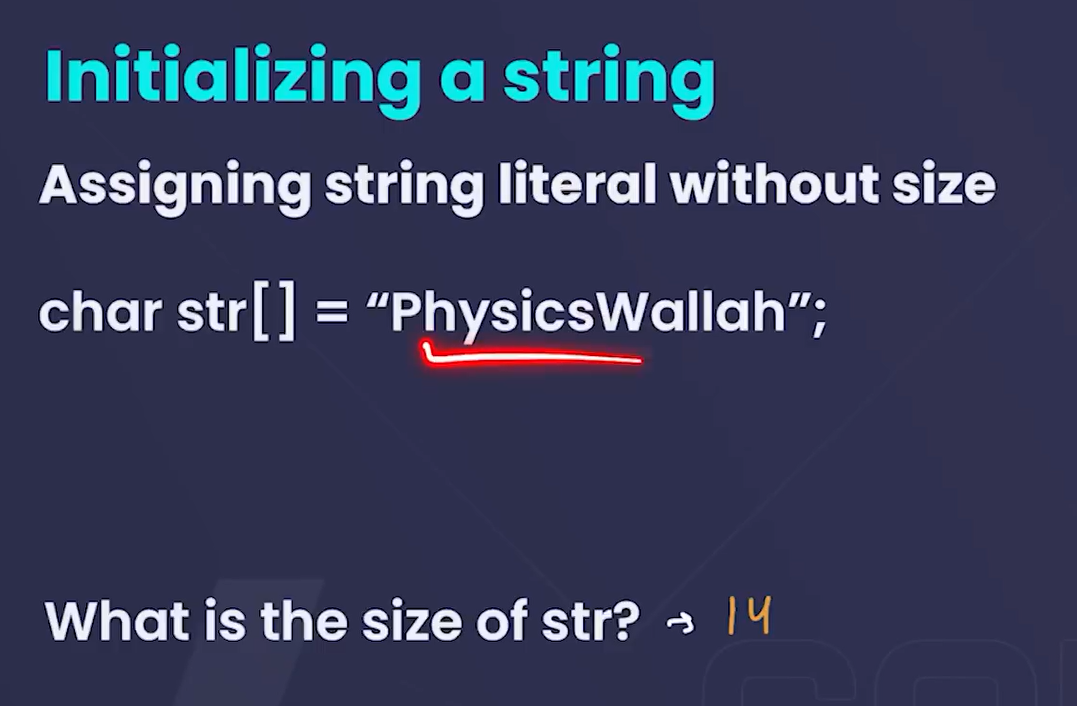 Initializing a string
Assigning string literal without size
char str[] = “PhysicsWallah”;
What is the size of str? → 14